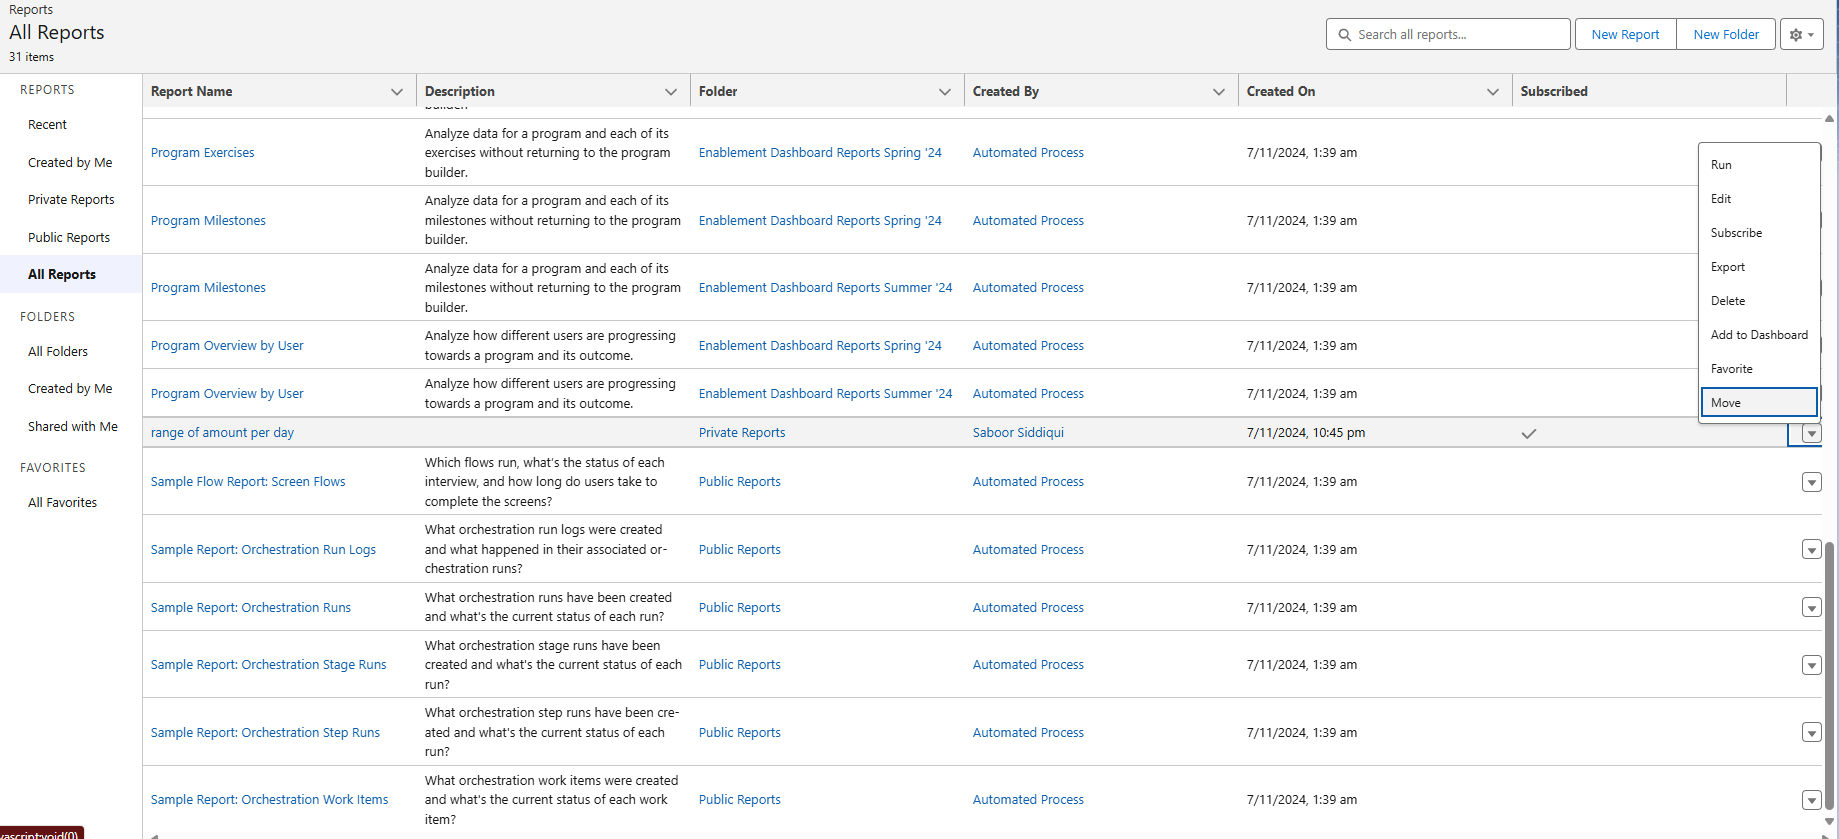 Reports
All Reports
31 items
Search all reports...
New Report
New Folder
REPORTS
Recent
Created by Me
Private Reports
Public Reports
All Reports
FOLDERS
All Folders
Created by Me
Shared with Me
FAVORITES
All Favorites
Report Name
Description
Folder
Created By
Created On
Subscribed
builder.
Program Exercises
Analyze data for a program and each of its
exercises without returning to the program
builder.
Enablement Dashboard Reports Spring '24
Automated Process
7/11/2024, 1:39 am
Program Milestones
Analyze data for a program and each of its
milestones without returning to the program
builder.
Enablement Dashboard Reports Spring '24
Automated Process
7/11/2024, 1:39 am
Program Milestones
Analyze data for a program and each of its
milestones without returning to the program
builder.
Enablement Dashboard Reports Summer '24
Automated Process
7/11/2024, 1:39 am
Program Overview by User
Analyze how different users are progressing
towards a program and its outcome.
Enablement Dashboard Reports Spring '24
Automated Process
7/11/2024, 1:39 am
Program Overview by User
Analyze how different users are progressing
towards a program and its outcome.
Enablement Dashboard Reports Summer '24
Automated Process
7/11/2024, 1:39 am
range of amount per day
Private Reports
Saboor Siddiqui
7/11/2024, 10:45 pm
Sample Flow Report: Screen Flows
Which flows run, what's the status of each
interview, and how long do users take to
complete the screens?
Public Reports
Automated Process
7/11/2024, 1:39 am
Sample Report: Orchestration Run Logs
What orchestration run logs were created
and what happened in their associated or-
chestration runs?
Public Reports
Automated Process
7/11/2024, 1:39 am
Sample Report: Orchestration Runs
What orchestration runs have been created
and what's the current status of each run?
Public Reports
Automated Process
7/11/2024, 1:39 am
Sample Report: Orchestration Stage Runs
What orchestration stage runs have been
created and what's the current status of each
run?
Public Reports
Automated Process
7/11/2024, 1:39 am
Sample Report: Orchestration Step Runs
What orchestration step runs have been cre-
ated and what's the current status of each
run?
Public Reports
Automated Process
7/11/2024, 1:39 am
Sample Report: Orchestration Work Items
What orchestration work items were created
and what's the current status of each work
item?
Public Reports
Automated Process
7/11/2024, 1:39 am
Run
Edit
Subscribe
Export
Delete
Add to Dashboard
Favorite
Move
vascript:void(0)